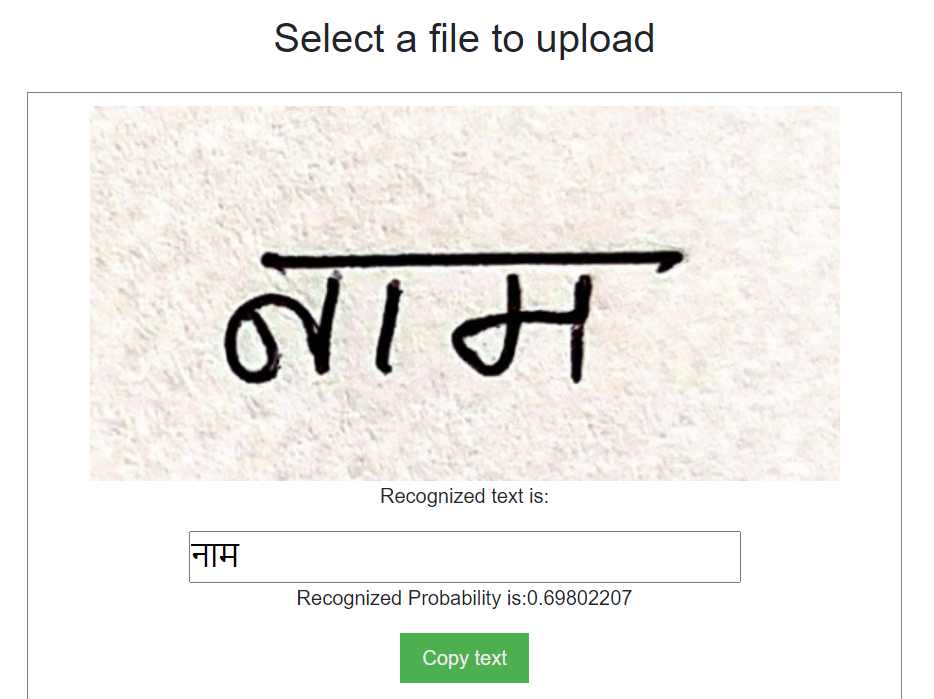 Select a file to upload
नाम
Recognized text is:
नाम
Recognized Probability is:0.69802207
Copy text